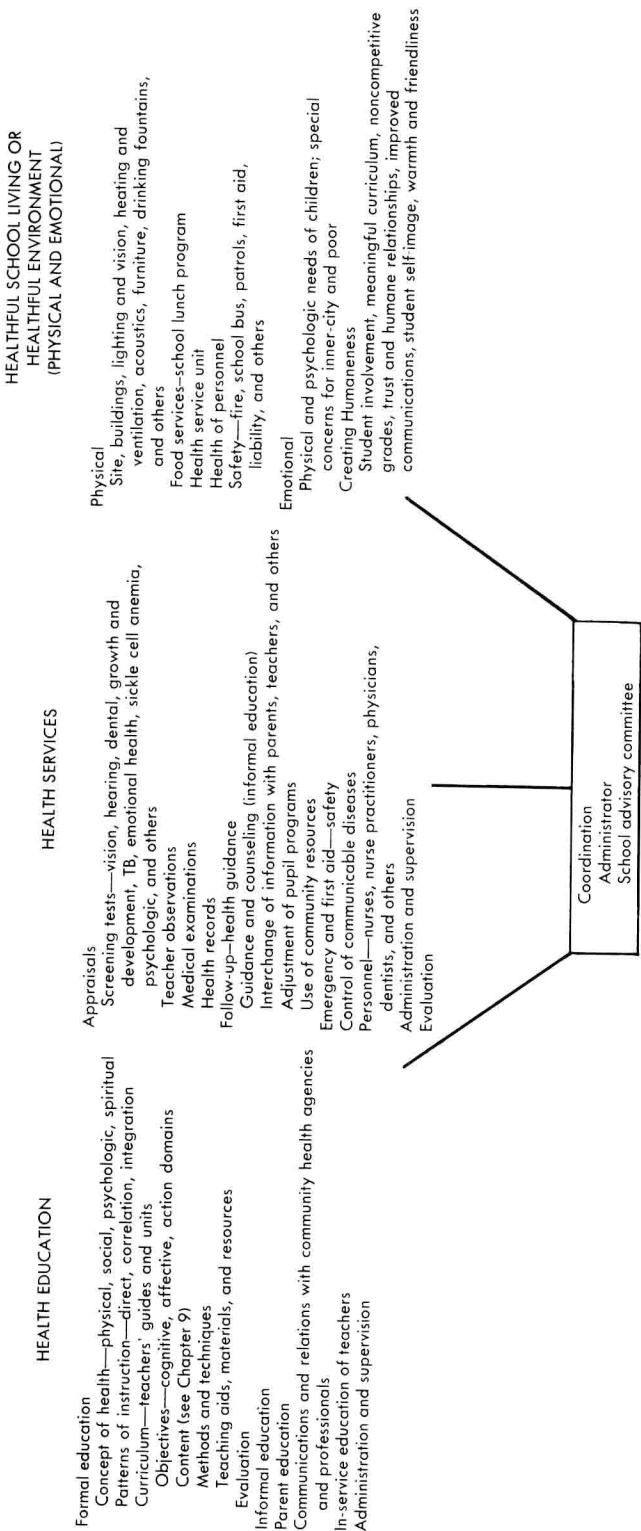 HEALTH EDUCATION
Formal education
Concept of health—physical, social, psychologic, spiritual
Patterns of instruction—direct, correlation, integration
Curriculum—teachers' guides and units
Objectives—cognitive, affective, action domains
Content (see Chapter 9)
Methods and techniques
Teaching aids, materials, and resources
Evaluation
Informal education
Parent education
Communications and relations with community health agencies
and professionals
In-service education of teachers
Administration and supervision
HEALTH SERVICES
Appraisals
Screening tests—vision, hearing, dental, growth and
development, TB, emotional health, sickle cell anemia,
psychologic, and others
Teacher observations
Medical examinations
Health records
Follow-up—health guidance
Guidance and counseling (informal education)
Interchange of information with parents, teachers, and others
Adjustment of pupil programs
Use of community resources
Emergency and first aid—safety
Control of communicable diseases
Personnel—nurses, nurse practitioners, physicians,
dentists, and others
Administration and supervision
Evaluation
HEALTHFUL SCHOOL LIVING OR
HEALTHFUL ENVIRONMENT
(PHYSICAL AND EMOTIONAL)
Physical
Site, buildings, lighting and vision, heating and
ventilation, acoustics, furniture, drinking fountains,
and others
Food services–school lunch program
Health service unit
Health of personnel
Safety—fire, school bus, patrols, first aid,
liability, and others
Emotional
Physical and psychologic needs of children; special
concerns for inner-city and poor
Creating Humaneness
Student involvement, meaningful curriculum, noncompetitive
grades, trust and humane relationships, improved
communications, student self-image, warmth and friendliness
Coordination
Administrator
School advisory committee